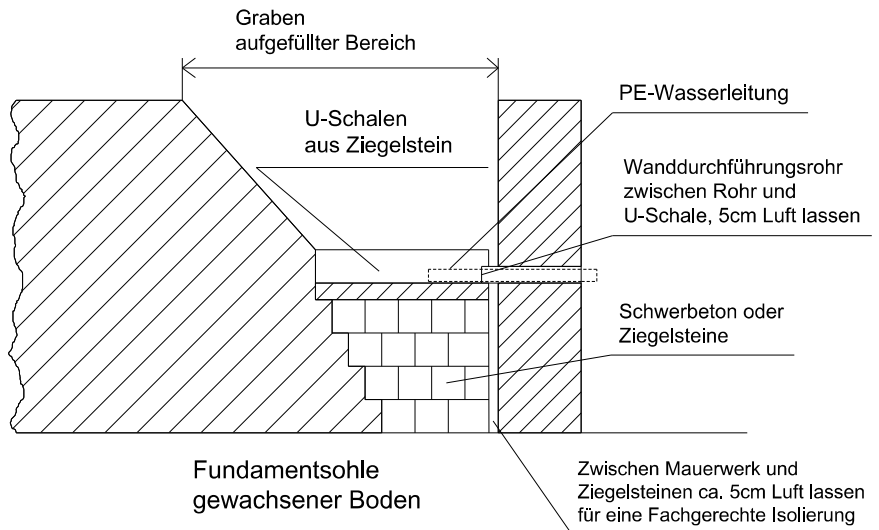 Graben
aufgefüllter Bereich
PE-Wasserleitung
U-Schalen
aus Ziegelstein
Wanddurchführungsrohr
zwischen Rohr und
U-Schale, 5cm Luft lassen
Schwerbeton oder
Ziegelsteine
Fundamentsohle
gewachsener Boden
Zwischen Mauerwerk und
Ziegelsteinen ca. 5cm Luft lassen
für eine Fachgerechte Isolierung